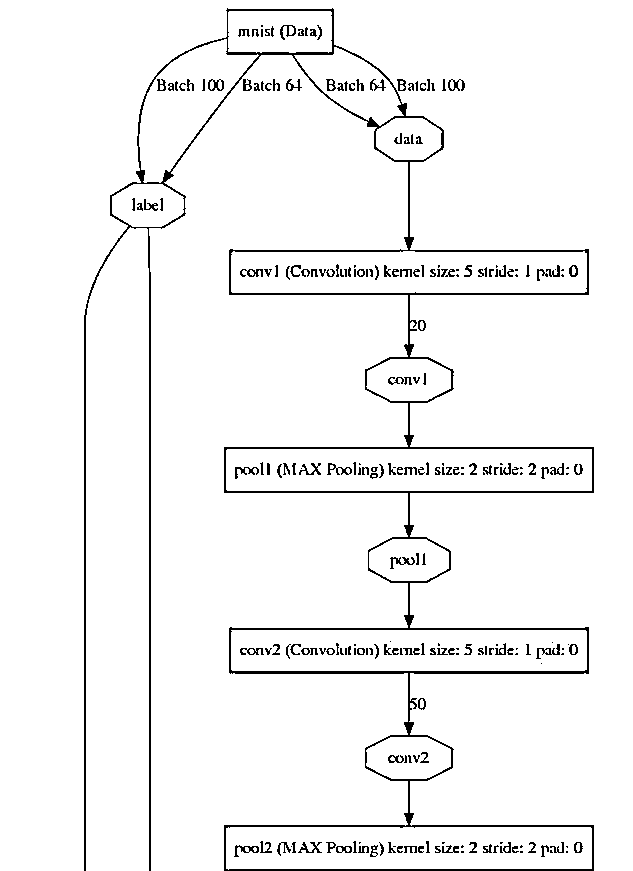 mnist (Data)
Batch 100 Batch 64 Batch 64 Batch 100
data
label
conv1 (Convolution) kernel size: 5 stride: 1 pad: 0
20
conv1
pool1 (MAX Pooling) kernel size: 2 stride: 2 pad: 0
pool1
conv2 (Convolution) kernel size: 5 stride: 1 pad: 0
50
conv2
pool2 (MAX Pooling) kernel size: 2 stride: 2 pad: 0